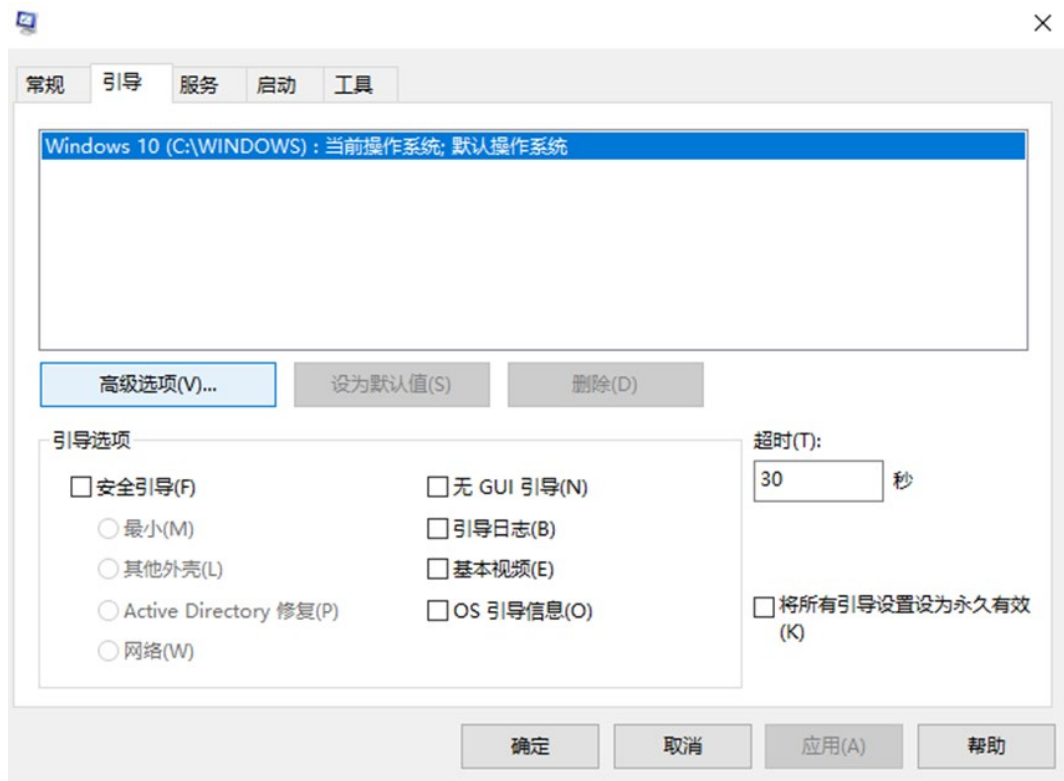 常规 引导 服务 启动 工具
Windows 10 (C:\WINDOWS) : 当前操作系统; 默认操作系统
高级选项(V)... 设为默认值(S) 删除(D)
引导选项
超时(T):
安全引导(F) 无 GUI 引导(N)
30 秒
最小(M) 引导日志(B)
其他外壳(L) 基本视频(E)
Active Directory 修复(P) OS 引导信息(O)
网络(W)
将所有引导设置设为永久有效
(K)
确定 取消 应用(A) 帮助